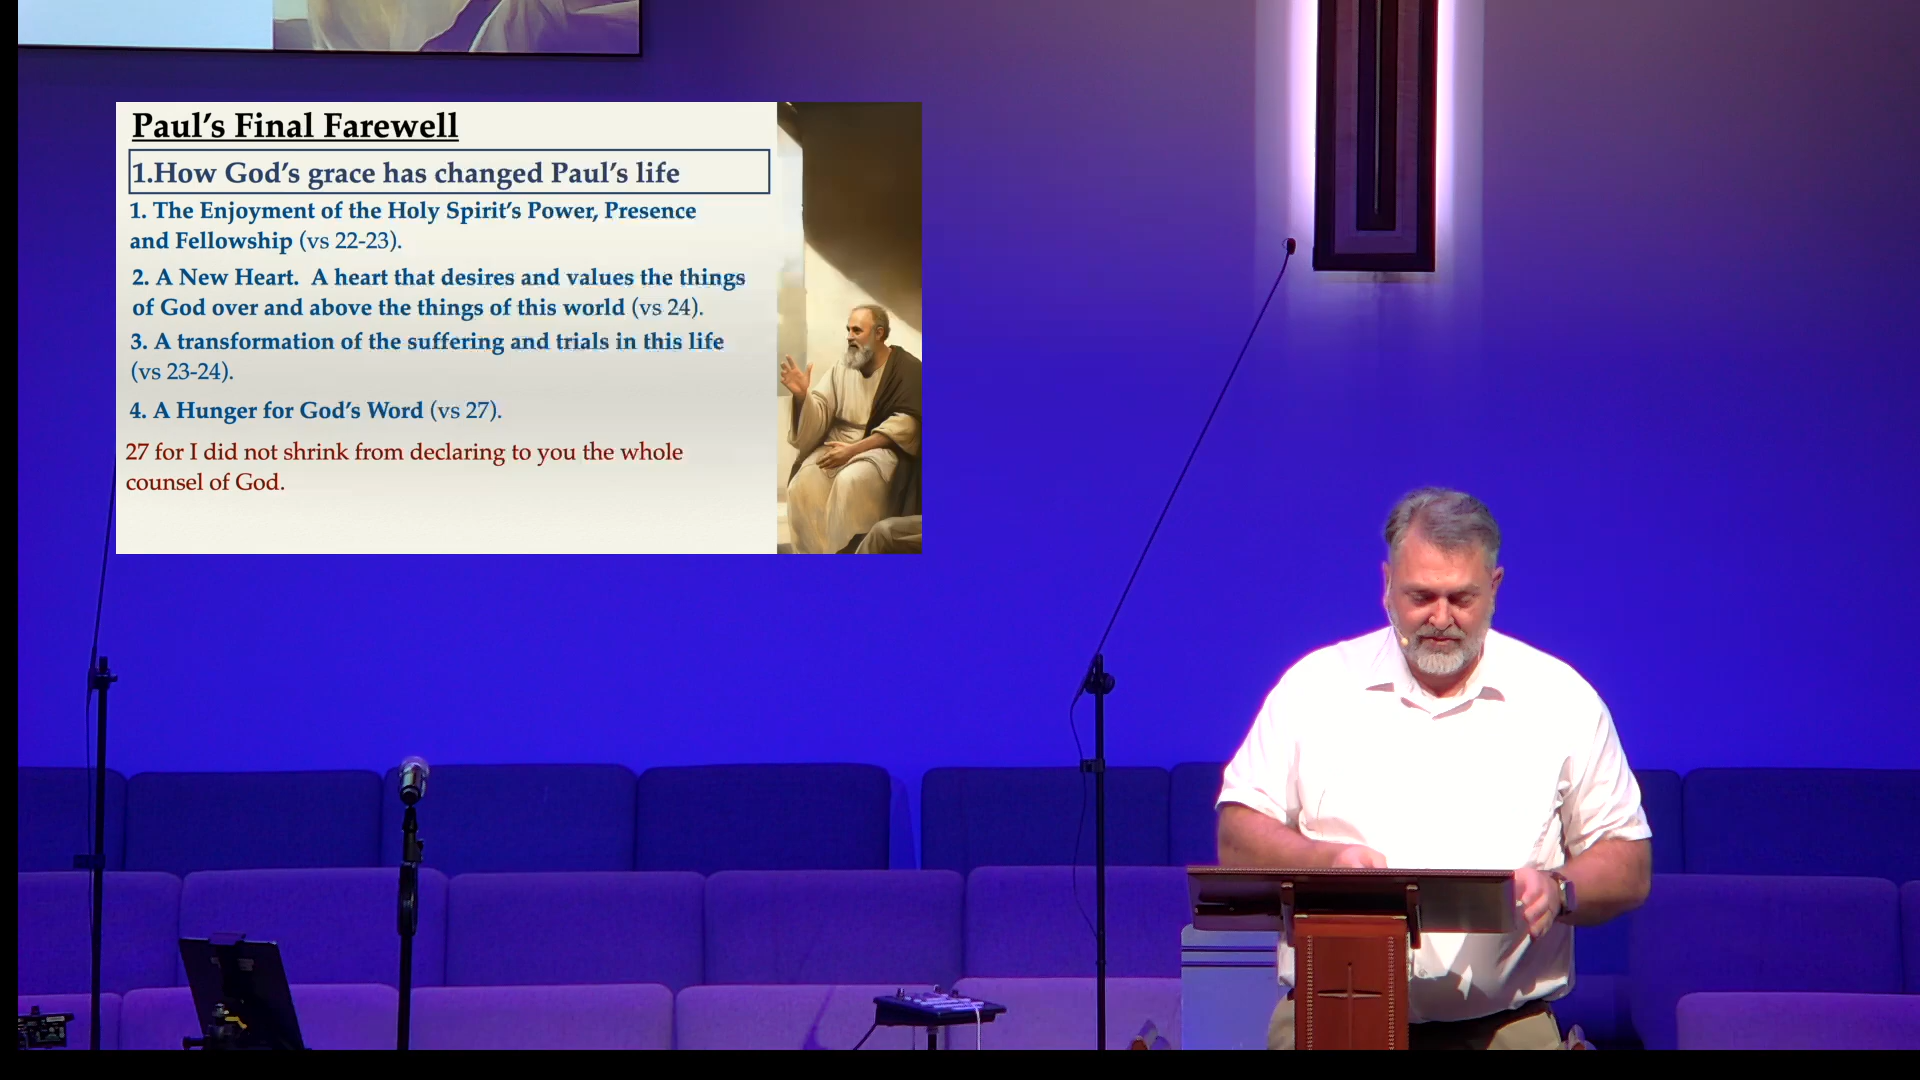 Paul’s Final Farewell
1.How God’s grace has changed Paul’s life
1. The Enjoyment of the Holy Spirit’s Power, Presence
and Fellowship (vs 22-23).
2. A New Heart.  A heart that desires and values the things
of God over and above the things of this world (vs 24).
3. A transformation of the suffering and trials in this life
(vs 23-24).
4. A Hunger for God’s Word (vs 27).
27 for I did not shrink from declaring to you the whole
counsel of God.